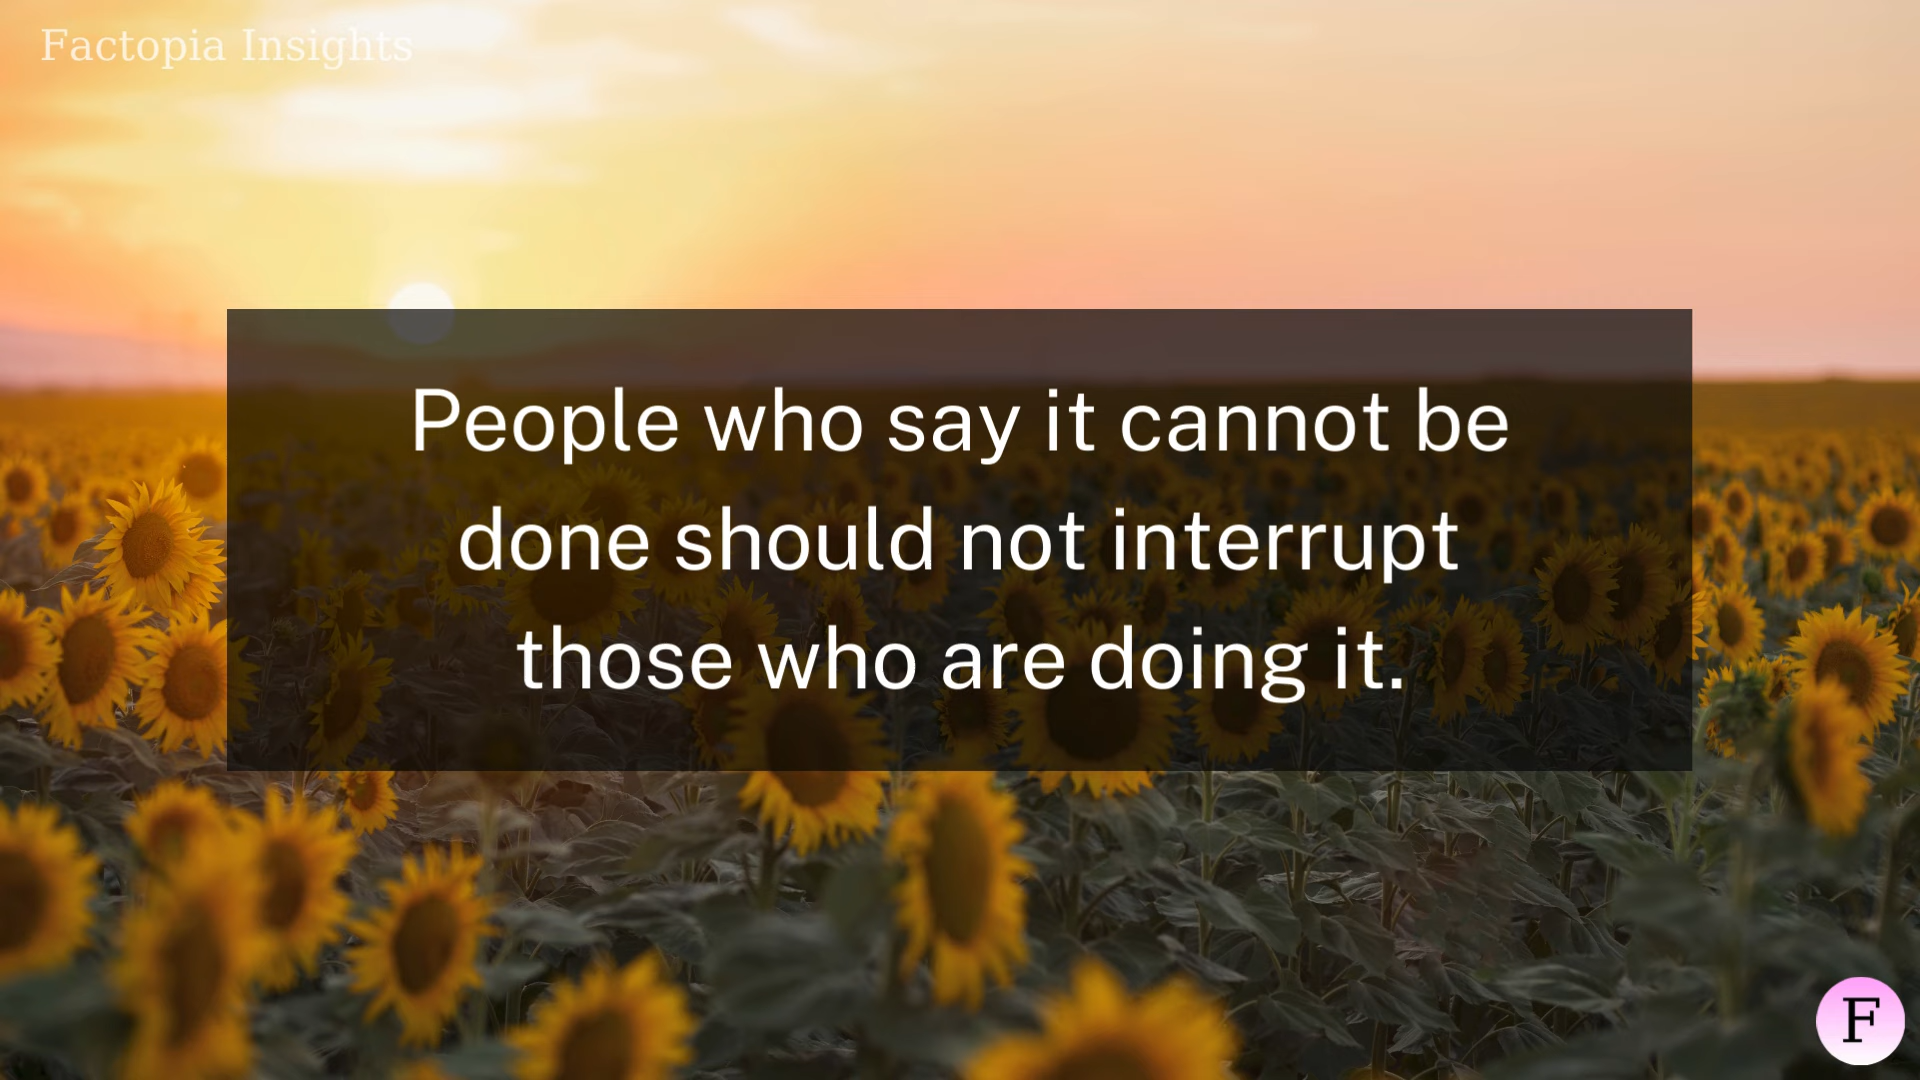 Factopia Insights
People who say it cannot be
done should not interrupt
those who are doing it.
F